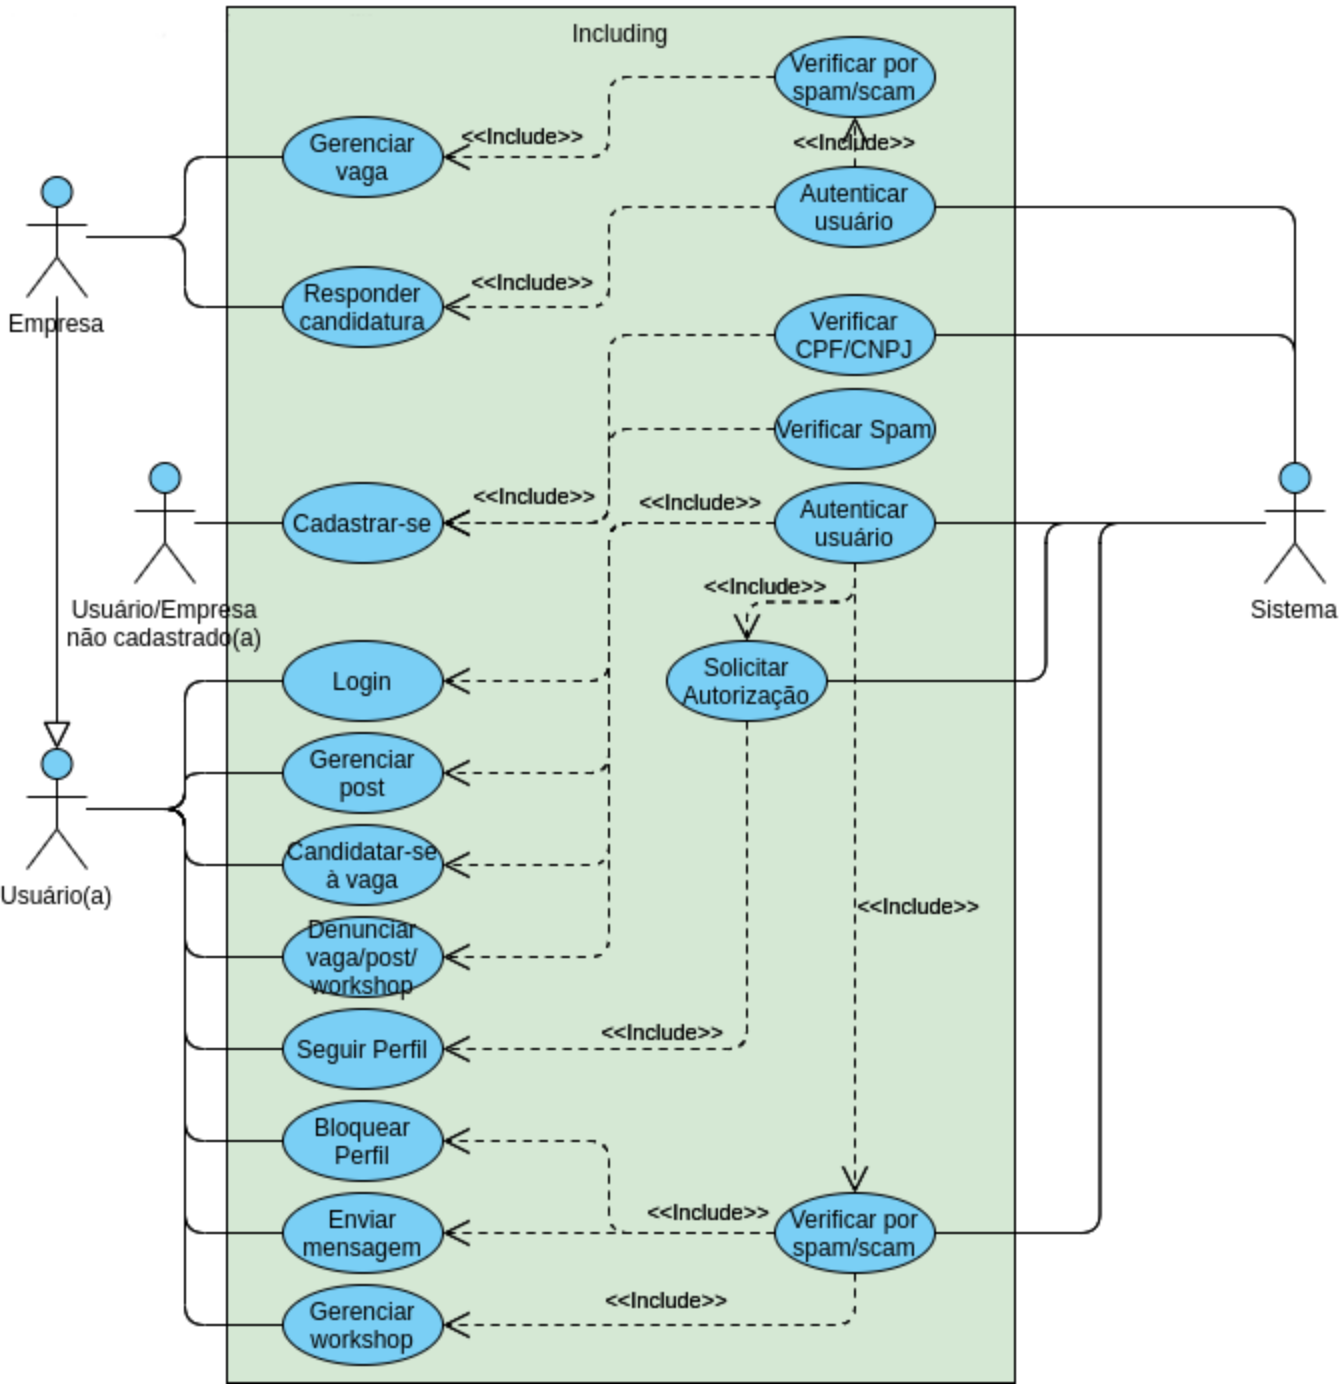 Including
Verificar por
spam/scam
<<Include>>
<<Include>>
Gerenciar
vaga
Autenticar
usuário
<<Include>>
Responder
candidatura
Empresa
Verificar
CPF/CNPJ
Verificar Spam
<<Include>>
<<Include>>
Cadastrar-se
Autenticar
usuário
<<Include>>
Usuário/Empresa
não cadastrado(a)
Sistema
Login
Solicitar
Autorização
Gerenciar
post
Candidatar-se
à vaga
Usuário(a)
<<Include>>
Denunciar
vaga/post/
workshop
<<Include>>
Seguir Perfil
Bloquear
Perfil
<<Include>>
Enviar
mensagem
Verificar por
spam/scam
<<Include>>
Gerenciar
workshop